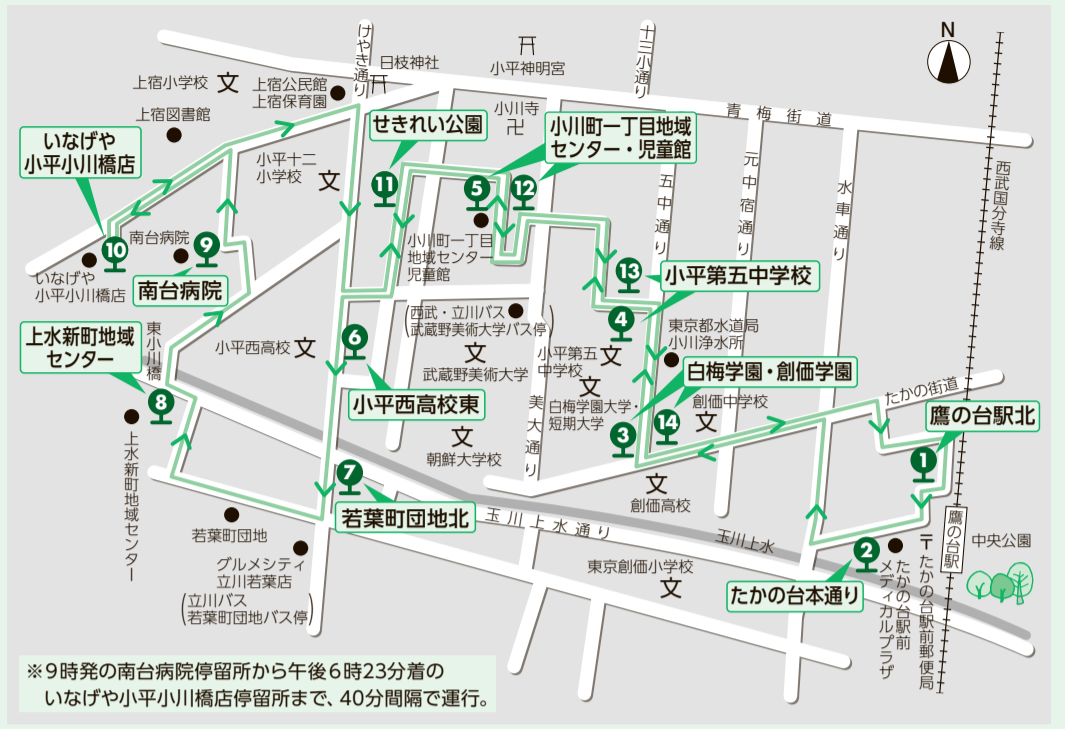 けやき通り
日枝神社
小平神明宮
十三小通り
N
上宿小学校
文
上宿公民館
上宿保育園
上宿図書館
小川寺
卍
青梅街道
西武国分寺線
いなげや
小平小川橋店
せきれい公園
小川町一丁目地域
センター・児童館
小平十二
小学校
文
11
5
12
五中通り
元中宿通り
水車通り
南台病院
9
10
いなげや
小平小川橋店
南台病院
小川町一丁目
地域センター
児童館
13
小平第五中学校
4
上水新町地域
センター
東小川橋
小平西高校
文
6
(西武・立川バス
武蔵野美術大学バス停)
文
武蔵野美術大学
小平第五
中学校
文
東京都水道局
小川浄水所
白梅学園・創価学園
文
白梅学園大学・
短期大学
創価中学校
文
3
14
たかの街道
8
小平西高校東
美大通り
鷹の台駅北
1
上水新町地域センター
文
朝鮮大学校
7
若葉町団地北
文
創価高校
若葉町団地
玉川上水通り
玉川上水
鷹の台駅
中央公園
グルメシティ
立川若葉店
(立川バス
若葉町団地バス停)
東京創価小学校
文
2
たかの台本通り
たかの台駅前
メディカルプラザ
〒たかの台駅前郵便局
※9時発の南台病院停留所から午後6時23分着の
いなげや小平小川橋店停留所まで、40分間隔で運行。